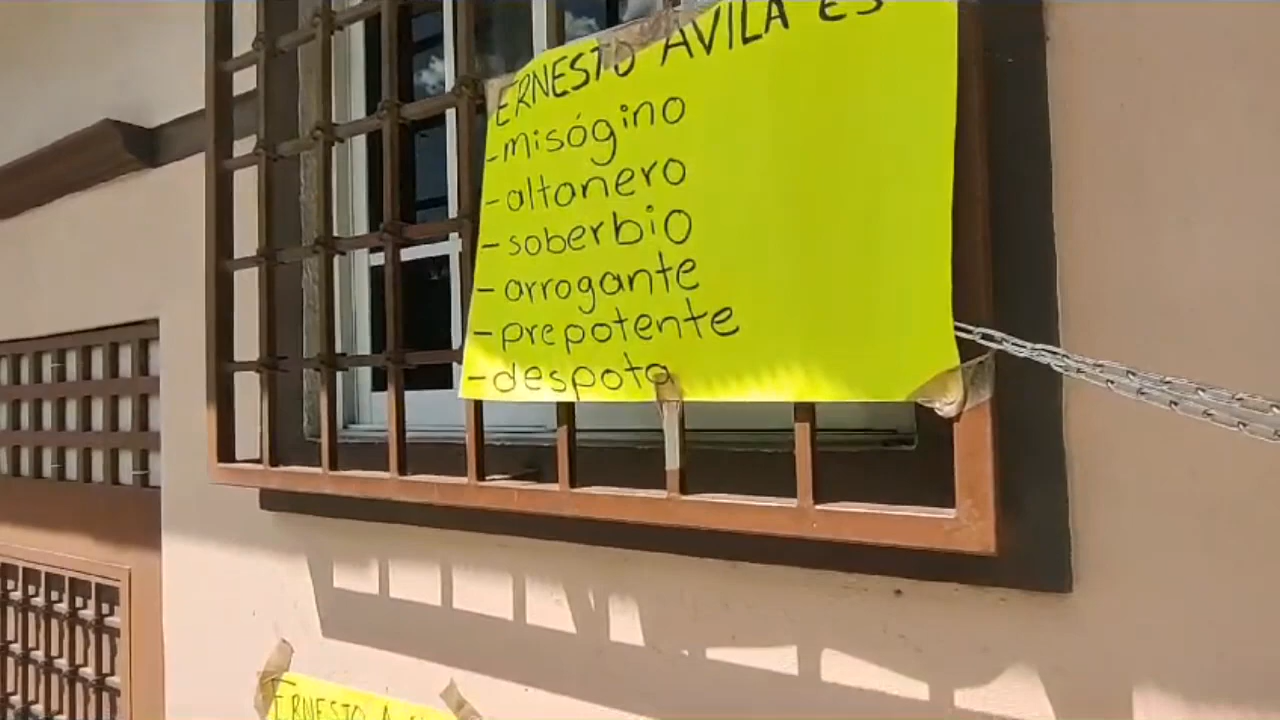 ERNESTO AVILA ES
-misógino
-altanero
-soberbio
-arrogante
-prepotente
-despota
ERNESTO A